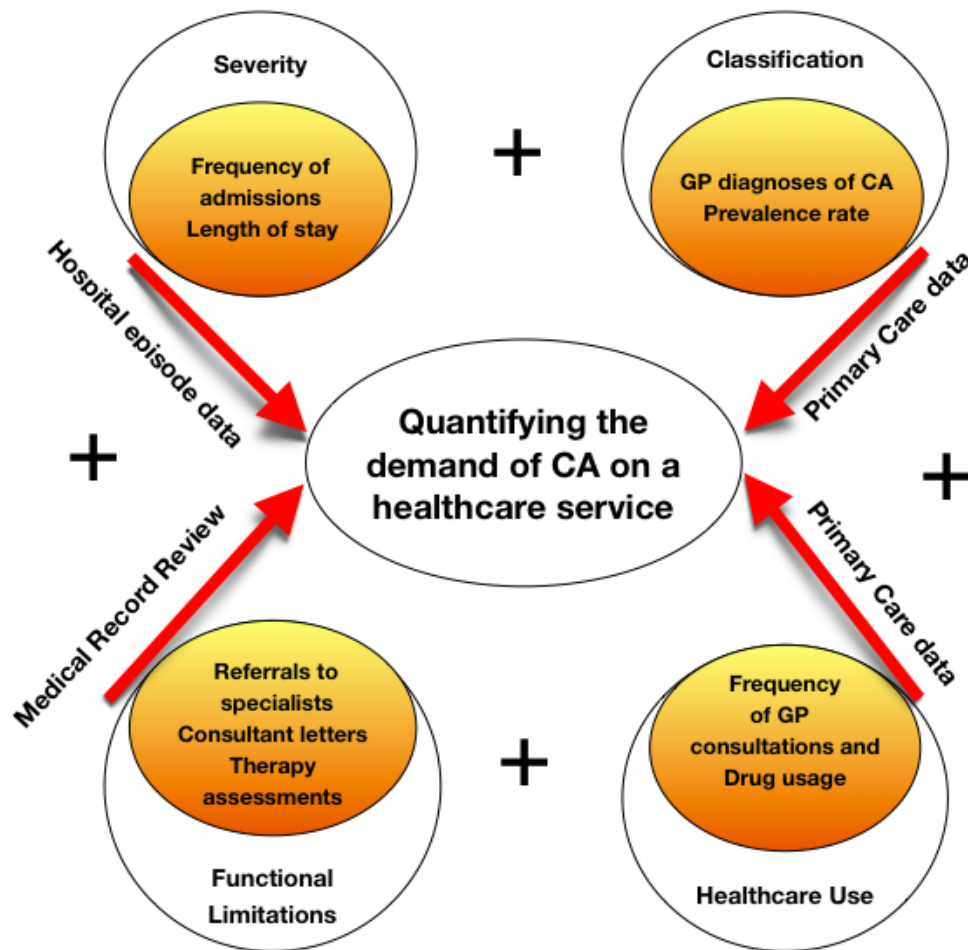 Severity
Frequency of
admissions
Length of stay
+
Classification
GP diagnoses of CA
Prevalence rate
Hospital episode data
Primary Care data
+
Quantifying the
demand of CA on a
healthcare service
+
Medical Record Review
Primary Care data
Referrals to
specialists
Consultant letters
Therapy
assessments
Functional
Limitations
+
Frequency
of GP
consultations and
Drug usage
Healthcare Use